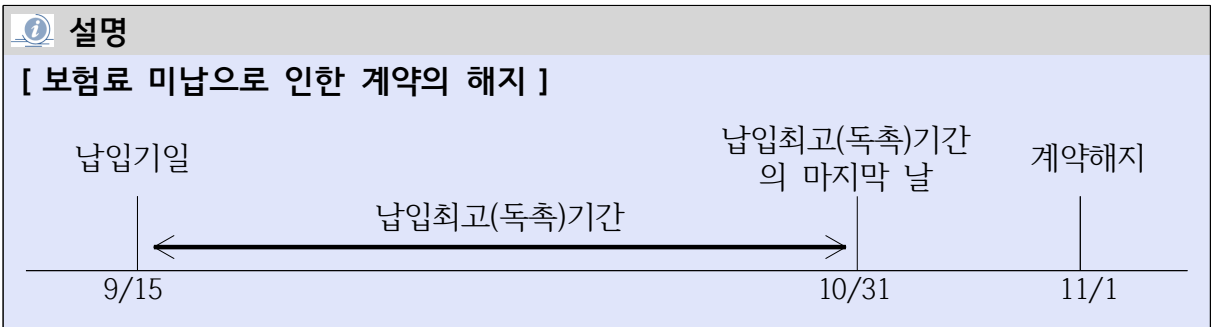 설명
[ 보험료 미납으로 인한 계약의 해지 ]
납입기일
납입최고(독촉)기간
의 마지막 날
계약해지
납입최고(독촉)기간
9/15
10/31
11/1